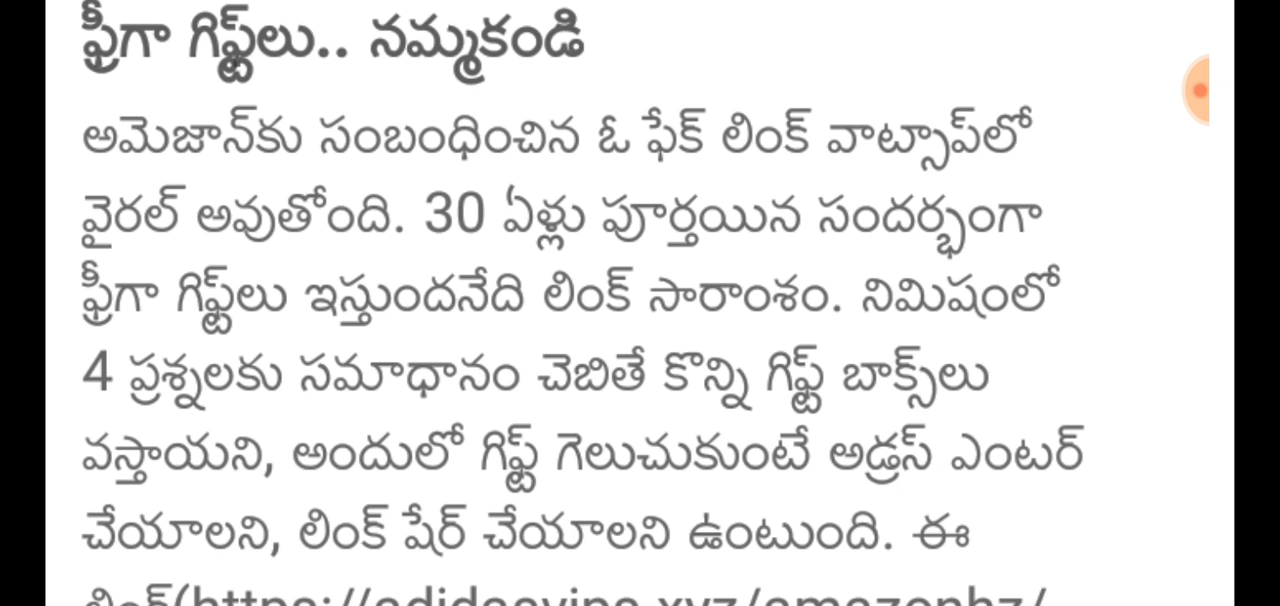 ఫ్రీగా గిఫ్ట్‌లు.. నమ్మకండి
అమెజాన్‌కు సంబంధించిన ఓ ఫేక్ లింక్ వాట్సాప్‌లో
వైరల్ అవుతోంది. 30 ఏళ్లు పూర్తయిన సందర్భంగా
ఫ్రీగా గిఫ్ట్‌లు ఇస్తుందనేది లింక్ సారాంశం. నిమిషంలో
4 ప్రశ్నలకు సమాధానం చెబితే కొన్ని గిఫ్ట్ బాక్స్‌లు
వస్తాయని, అందులో గిఫ్ట్ గెలుచుకుంటే అడ్రస్ ఎంటర్
చేయాలని, లింక్ షేర్ చేయాలని ఉంటుంది. ఈ